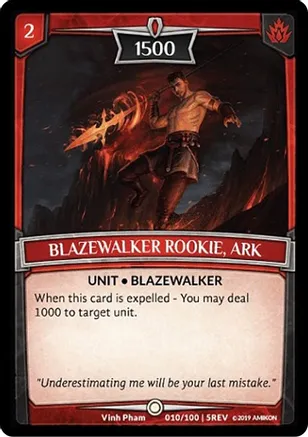 2
1500
BLAZEWALKER ROOKIE, ARK
UNIT • BLAZEWALKER
When this card is expelled - You may deal
1000 to target unit.
"Underestimating me will be your last mistake."
Vinh Pham 010/100 | 5REV ©2019 AMIKON